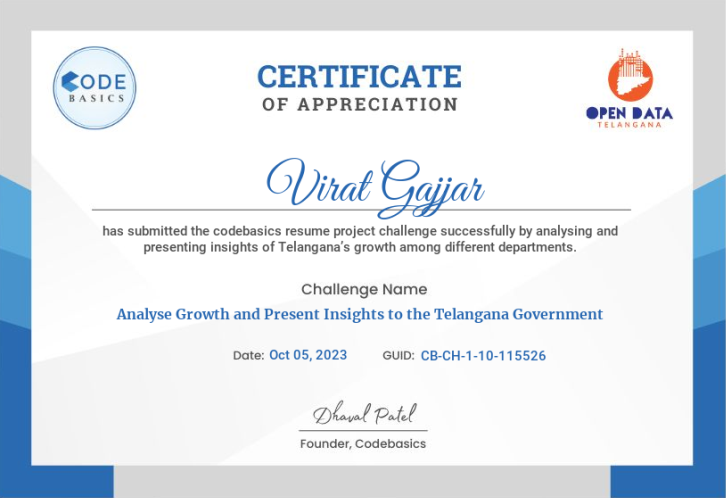 CODE
BASICS
CERTIFICATE
OF APPRECIATION
OPEN DATA
TELANGANA
Virat Gajjar
has submitted the codebasics resume project challenge successfully by analysing and
presenting insights of Telangana's growth among different departments.
Challenge Name
Analyse Growth and Present Insights to the Telangana Government
Date: Oct 05, 2023 GUID: CB-CH-1-10-115526
Dhaval Patel
Founder, Codebasics